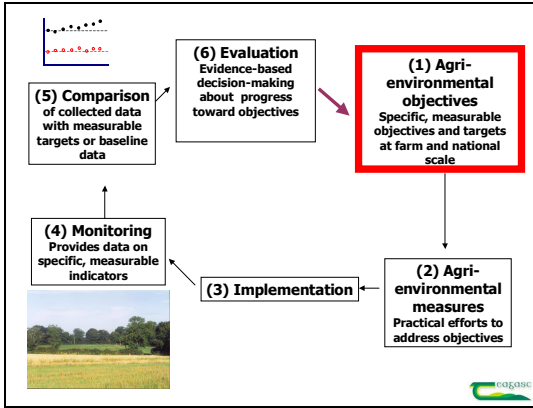 (1) Agri-
environmental
objectives
Specific, measurable
objectives and targets
at farm and national
scale
(2) Agri-
environmental
measures
Practical efforts to
address objectives
(3) Implementation
(4) Monitoring
Provides data on
specific, measurable
indicators
(5) Comparison
of collected data
with measurable
targets or baseline
data
(6) Evaluation
Evidence-based
decision-making
about progress
toward objectives
teagasc